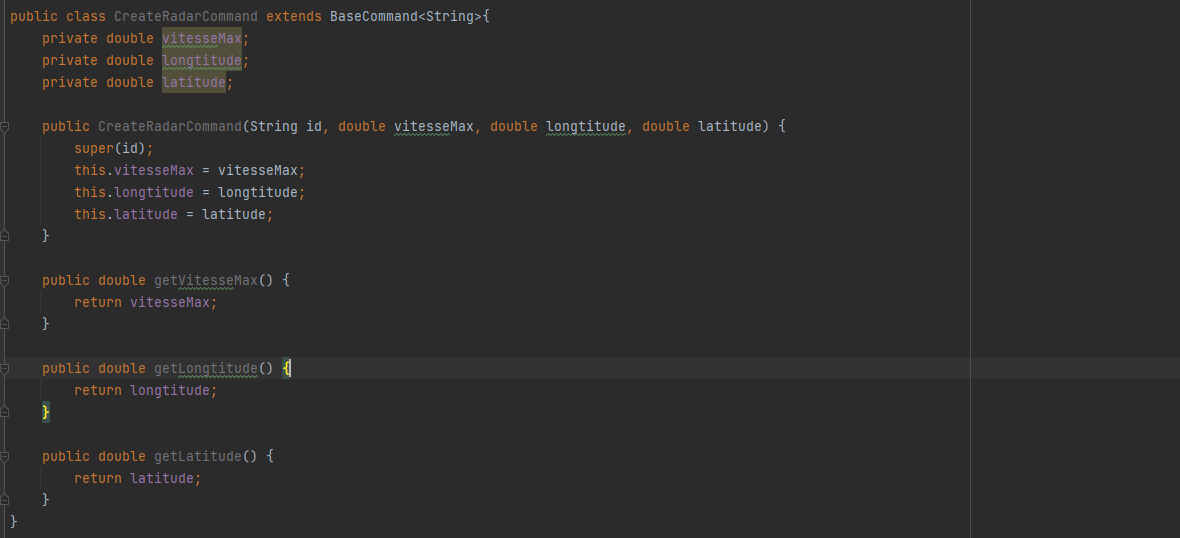 public class CreateRadarCommand extends BaseCommand<String>{
private double vitesseMax;
private double longtitude;
private double latitude;
public CreateRadarCommand(String id, double vitesseMax, double longtitude, double latitude) {
super(id);
this.vitesseMax = vitesseMax;
this.longtitude = longtitude;
this.latitude = latitude;
}
public double getVitesseMax() {
return vitesseMax;
}
public double getLongtitude() {
return longtitude;
}
public double getLatitude() {
return latitude;
}
}